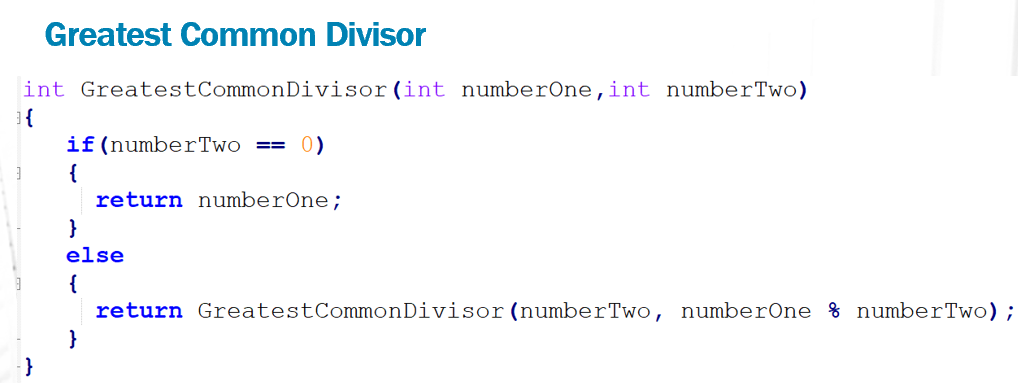 Greatest Common Divisor
int GreatestCommonDivisor(int numberOne,int numberTwo)
{
if(numberTwo == 0)
{
return numberOne;
}
else
{
return GreatestCommonDivisor(numberTwo, numberOne % numberTwo);
}
}